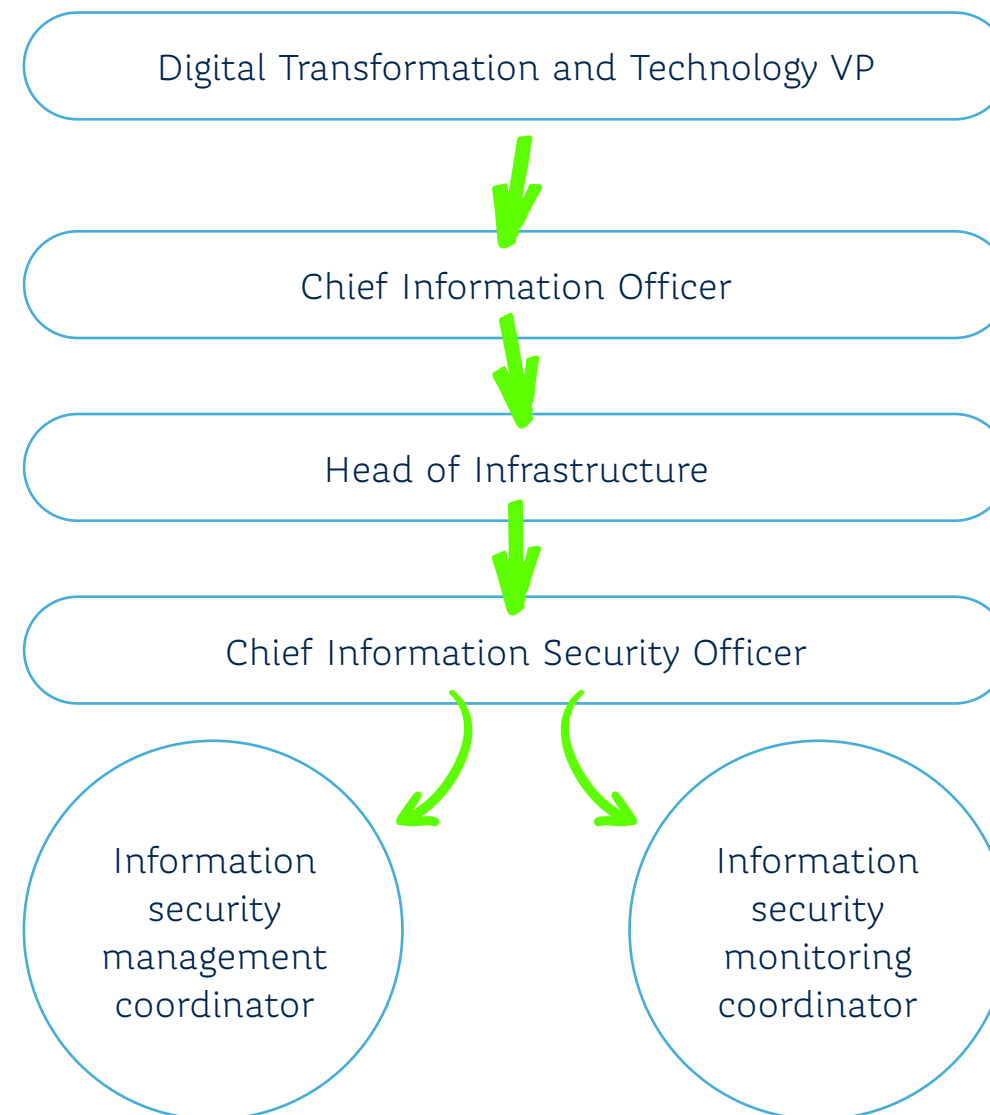 Digital Transformation and Technology VP
Chief Information Officer
Head of Infrastructure
Chief Information Security Officer
Information
security
management
coordinator
Information
security
monitoring
coordinator